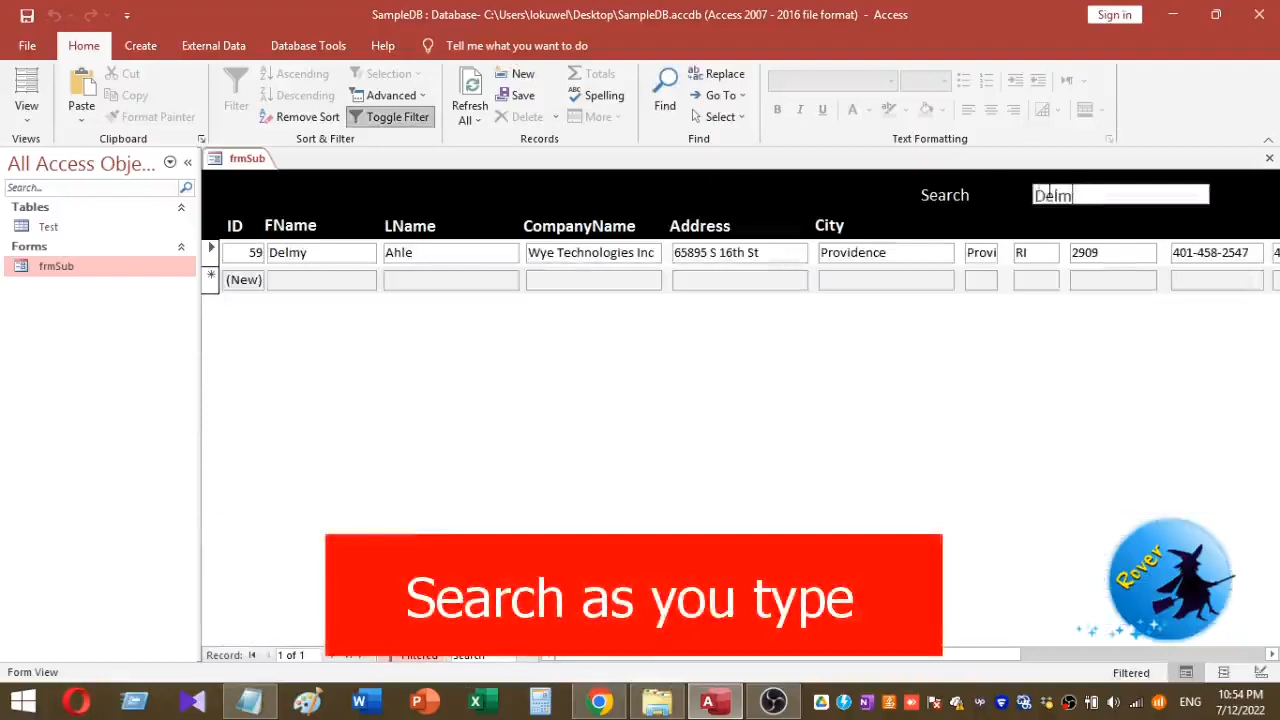 SampleDB : Database- C:\Users\lokuwel\Desktop\SampleDB.accdb (Access 2007 - 2016 file format) - Access
Sign in
File Home Create External Data Database Tools Help Tell me what you want to do
View
Views
Paste
Cut
Copy
Format Painter
Clipboard
Filter
Ascending
Descending
Remove Sort
Selection
Advanced
Toggle Filter
Sort & Filter
Refresh All
New
Save
Delete
Totals
Spelling
More
Records
Find
Replace
Go To
Select
Find
B I U A
Text Formatting
All Access Obje...
Search...
Tables
Test
Forms
frmSub
frmSub
Search Delm
ID FName LName CompanyName Address City
59 Delmy Ahle Wye Technologies Inc 65895 S 16th St Providence Provi RI 2909 401-458-2547 4
(New)
Search as you type
Rover
Record: 1 of 1 Filtered Search
Form View
Filtered
ENG
10:54 PM
7/12/2022